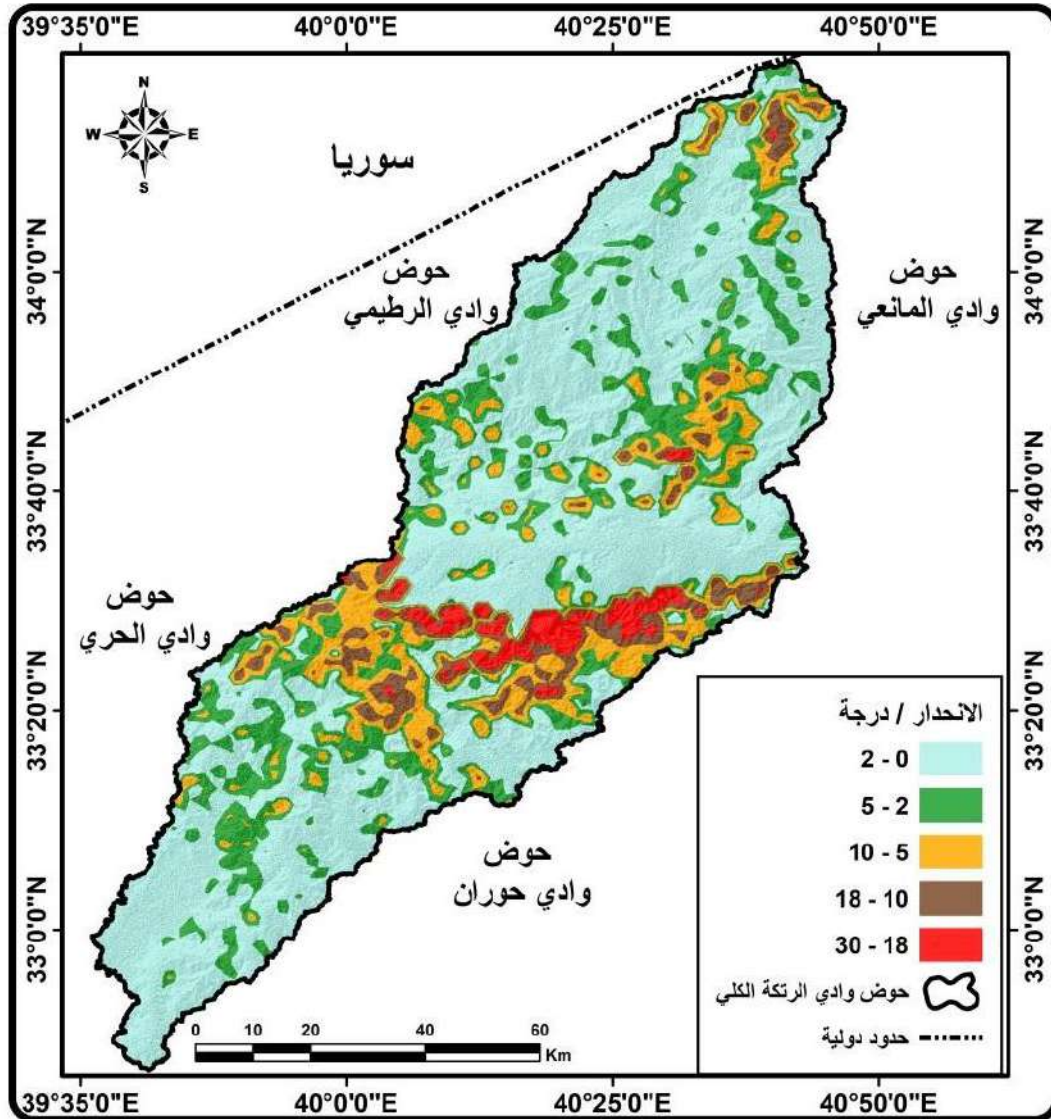 39°35'0"E
40°0'0"E
40°25'0"E
40°50'0"E
N
W
E
S
سوريا
34°0'0"N
33°40'0"N
33°20'0"N
33°0'0"N
حوض
وادي الرطيمي
حوض
وادي المانعي
34°0'0"N
33°40'0"N
33°20'0"N
33°0'0"N
حوض
وادي الحري
حوض
وادي حوران
الانحدار / درجة
2 - 0
5 - 2
10 - 5
18 - 10
30 - 18
حوض وادي الرتكة الكلي
حدود دولية
0 10 20 40 60
Km
39°35'0"E
40°0'0"E
40°25'0"E
40°50'0"E